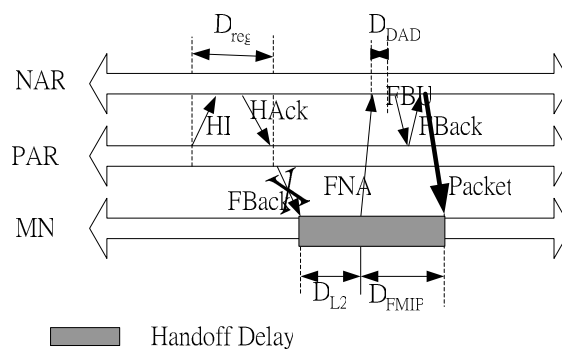 D_reg
D_DAD
NAR
FBU
HI
HAck
FBack
PAR
FNA
Packet
FBack
MN
D_L2
D_FMIP
Handoff Delay